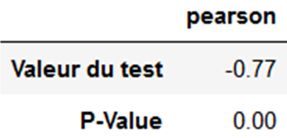 pearson
Valeur du test -0.77
P-Value 0.00